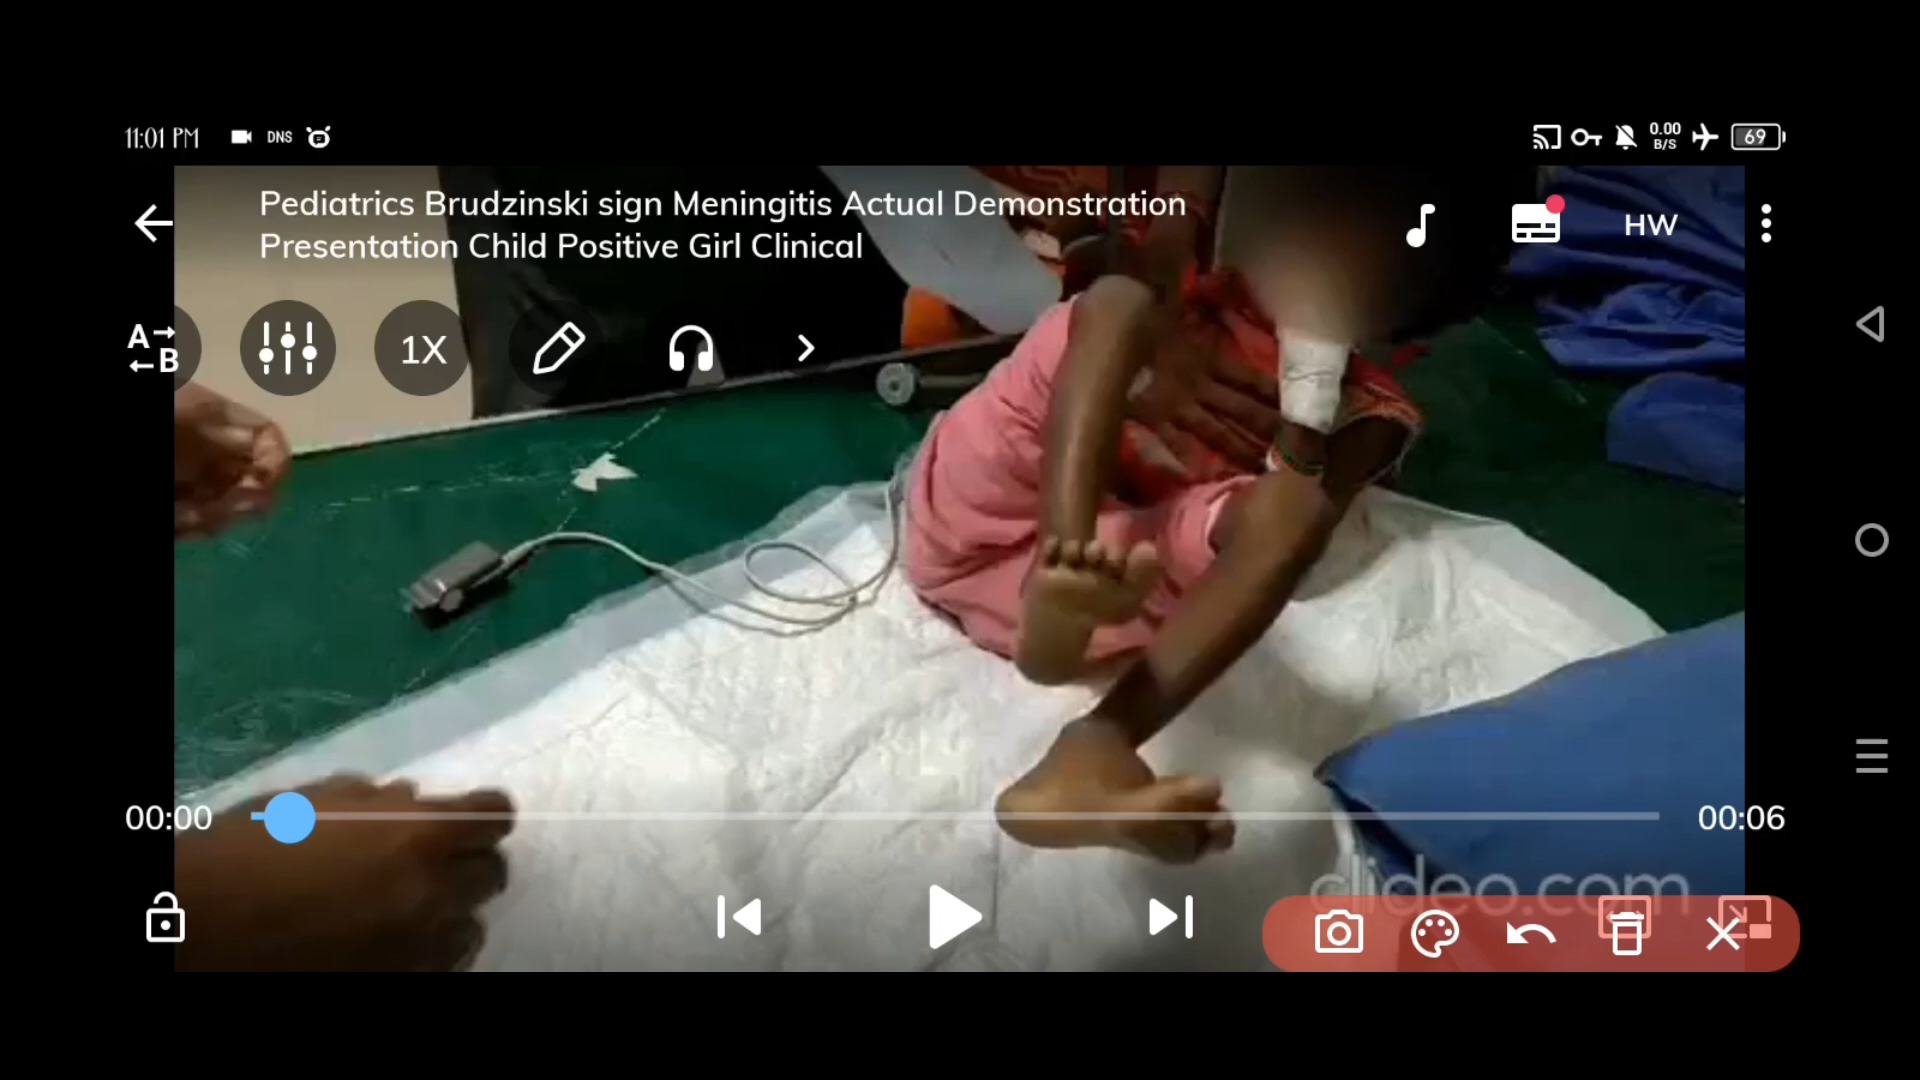 11:01 PM DNS 0.00 B/S 69
Pediatrics Brudzinski sign Meningitis Actual Demonstration
Presentation Child Positive Girl Clinical
HW
A B 1X
00:00 00:06
clideo.com